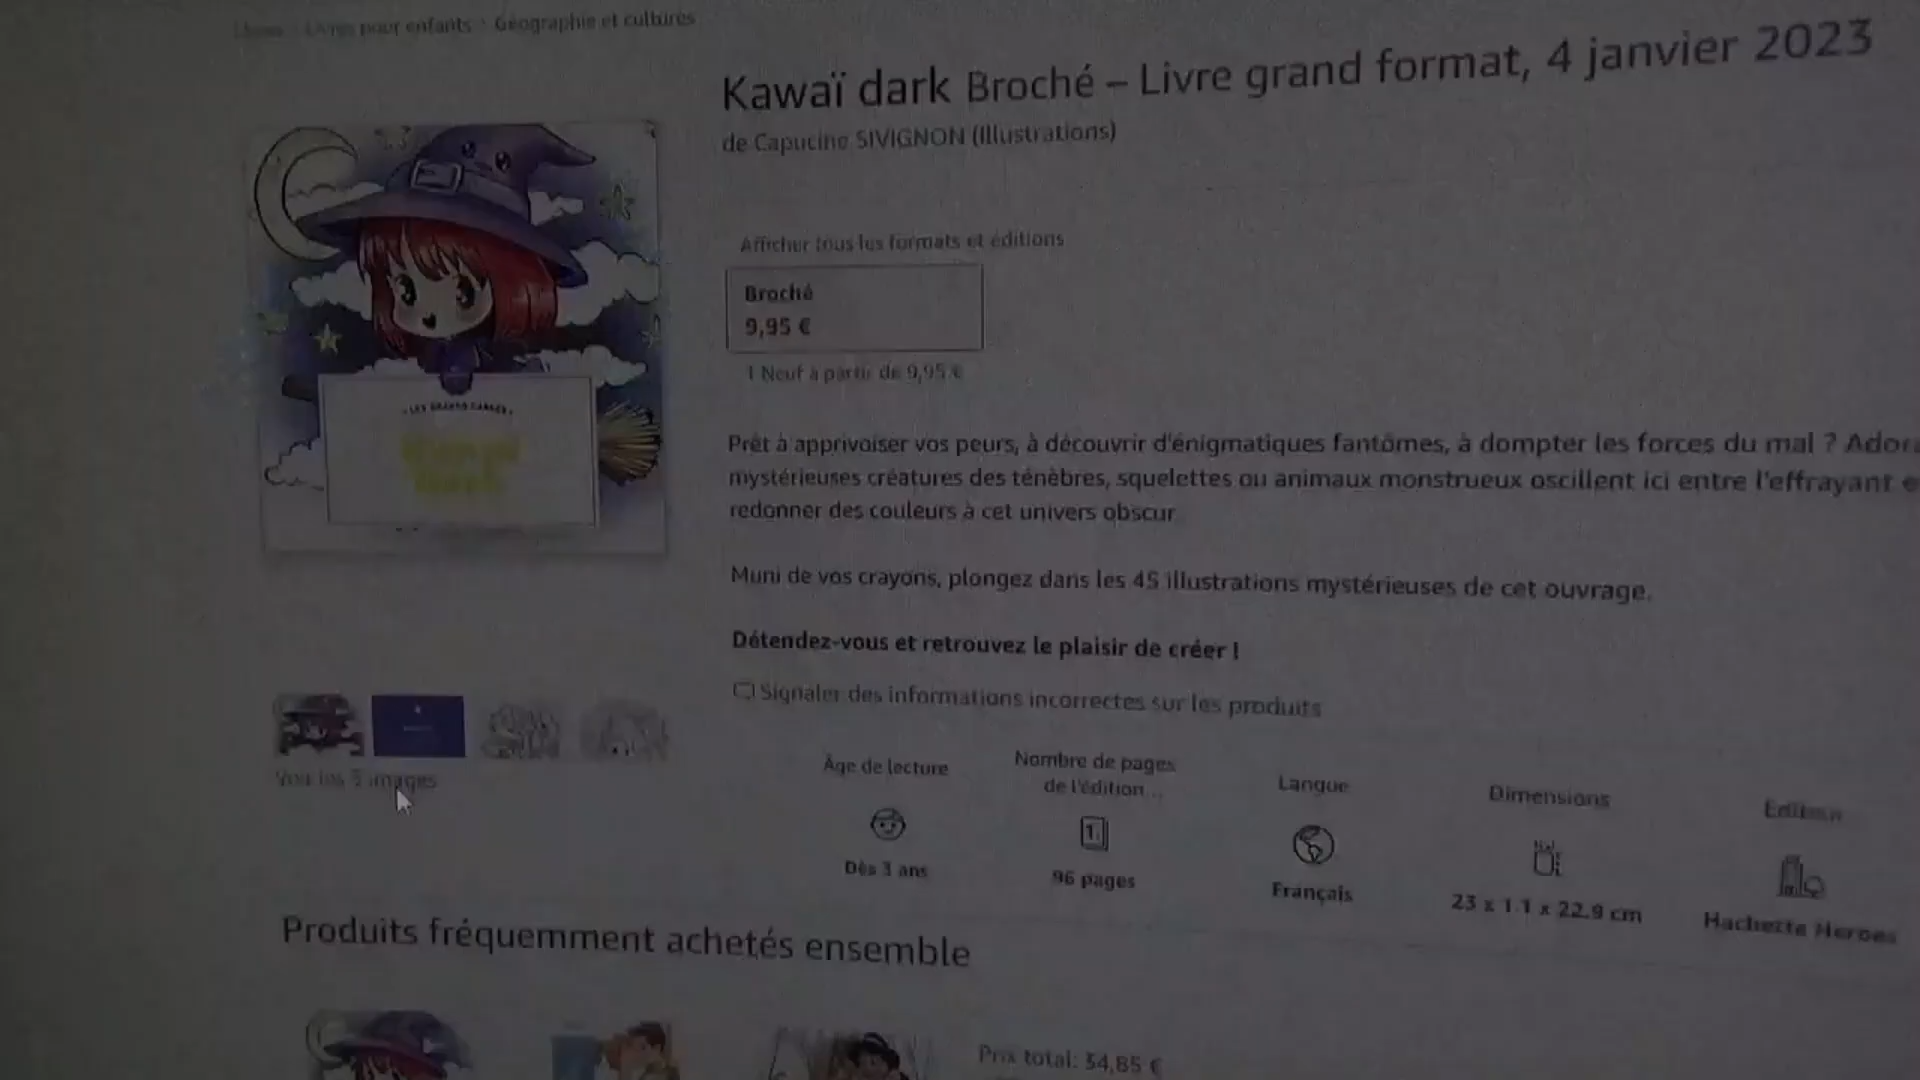 Livres pour enfants › Géographie et cultures
Kawaï dark Broché – Livre grand format, 4 janvier 2023
de Capucine SIVIGNON (Illustrations)
Afficher tous les formats et éditions
Broché
9,95 €
1 Neuf à partir de 9,95 €
Prêt à apprivoiser vos peurs, à découvrir d'énigmatiques fantômes, à dompter les forces du mal ? Adora
mystérieuses créatures des ténèbres, squelettes ou animaux monstrueux oscillent ici entre l'effrayant e
redonner des couleurs à cet univers obscur
Muni de vos crayons, plongez dans les 45 illustrations mystérieuses de cet ouvrage.
Détendez-vous et retrouvez le plaisir de créer !
Signaler des informations incorrectes sur les produits
Voir les 5 images
Âge de lecture
Dès 3 ans
Nombre de pages
de l'édition...
1
96 pages
Langue
Français
Dimensions
23 x 1.1 x 22.9 cm
Hachette Heroes
Produits fréquemment achetés ensemble
Prix total: 34,85 €